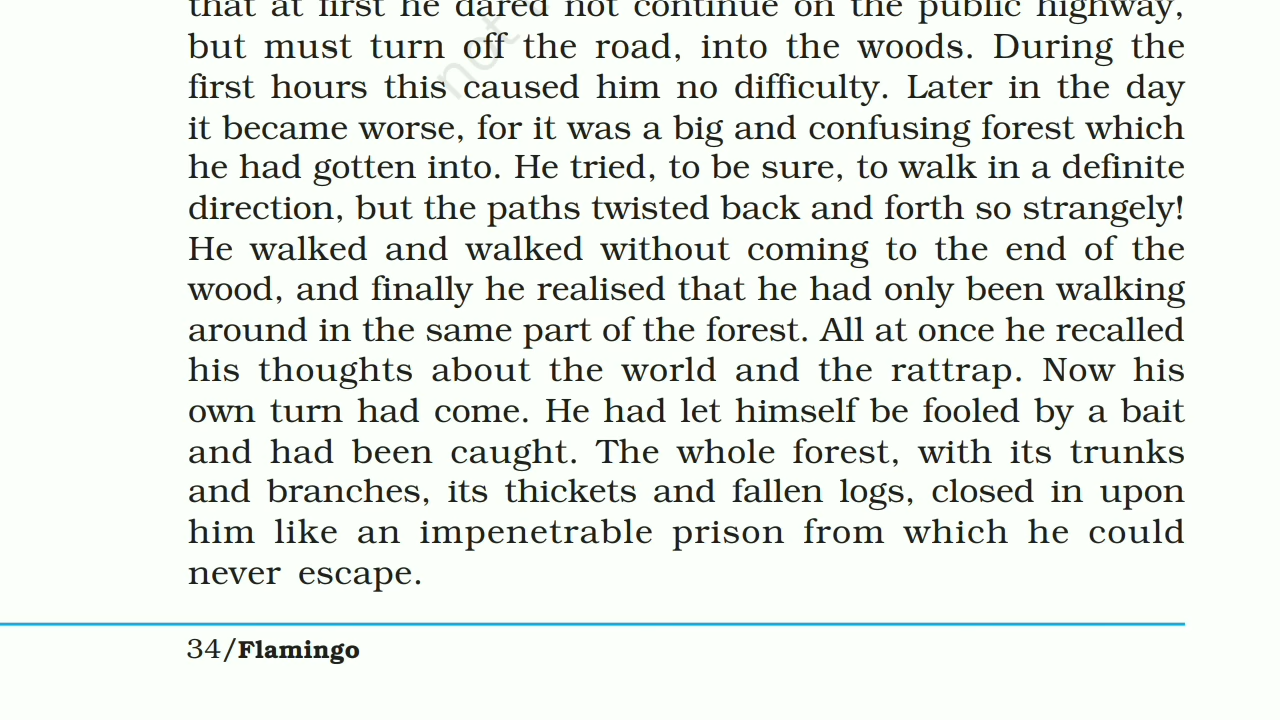 that at first he dared not continue on the public highway,
but must turn off the road, into the woods. During the
first hours this caused him no difficulty. Later in the day
it became worse, for it was a big and confusing forest which
he had gotten into. He tried, to be sure, to walk in a definite
direction, but the paths twisted back and forth so strangely!
He walked and walked without coming to the end of the
wood, and finally he realised that he had only been walking
around in the same part of the forest. All at once he recalled
his thoughts about the world and the rattrap. Now his
own turn had come. He had let himself be fooled by a bait
and had been caught. The whole forest, with its trunks
and branches, its thickets and fallen logs, closed in upon
him like an impenetrable prison from which he could
never escape.
34/Flamingo
not